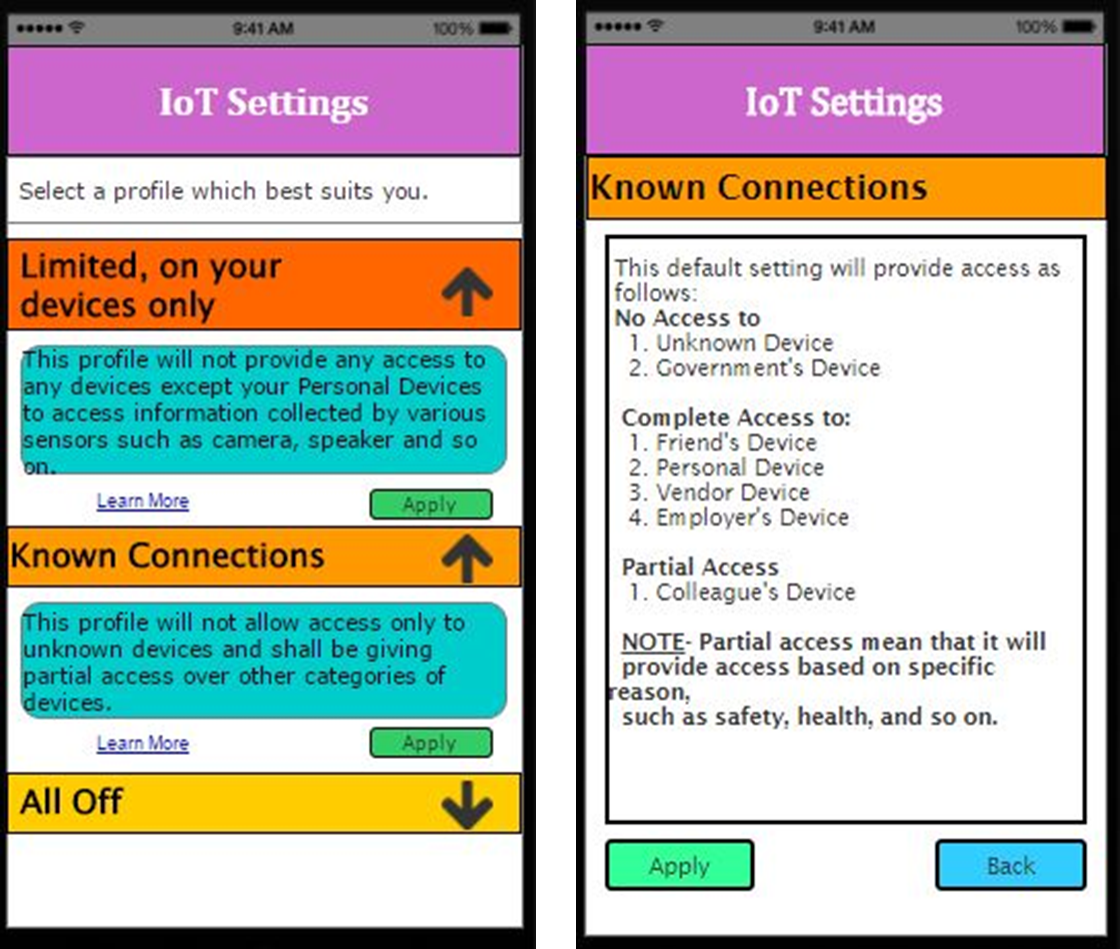 9:41 AM 100%
IoT Settings
Select a profile which best suits you.
Limited, on your
devices only
This profile will not provide any access to
any devices except your Personal Devices
to access information collected by various
sensors such as camera, speaker and so
on.
Learn More Apply
Known Connections
This profile will not allow access only to
unknown devices and shall be giving
partial access over other categories of
devices.
Learn More Apply
All Off
9:41 AM 100%
IoT Settings
Known Connections
This default setting will provide access as
follows:
No Access to
1. Unknown Device
2. Government's Device
Complete Access to:
1. Friend's Device
2. Personal Device
3. Vendor Device
4. Employer's Device
Partial Access
1. Colleague's Device
NOTE- Partial access mean that it will
provide access based on specific
reason,
such as safety, health, and so on.
Apply Back